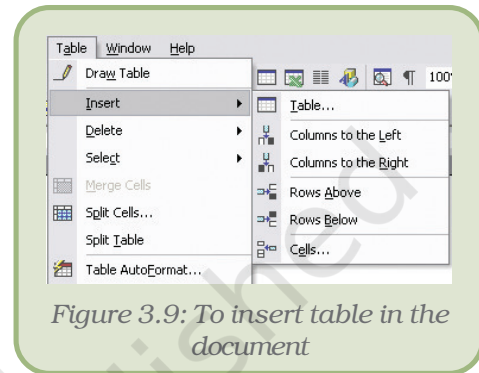 Table Window Help
Draw Table
100%
Insert
Table...
Delete
Columns to the Left
Select
Columns to the Right
Merge Cells
Rows Above
Split Cells...
Rows Below
Split Table
Cells...
Table AutoFormat...
Figure 3.9: To insert table in the
document